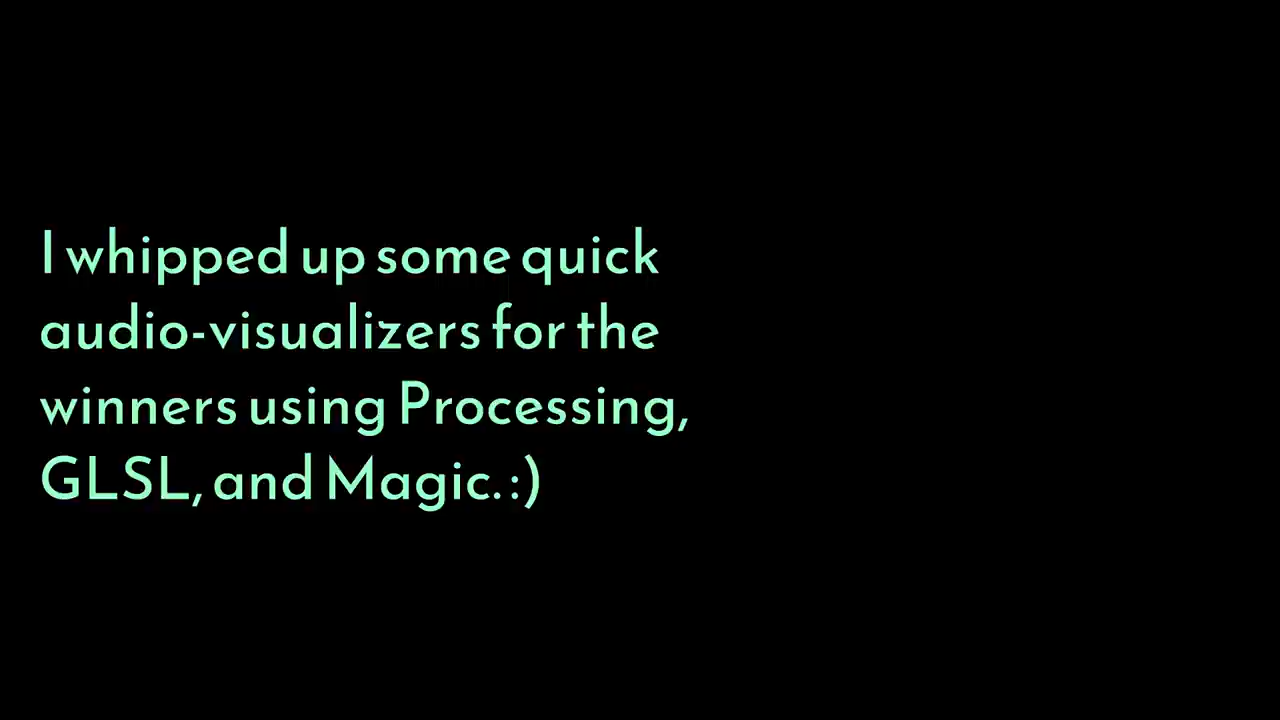 I whipped up some quick
audio-visualizers for the
winners using Processing,
GLSL, and Magic. :)